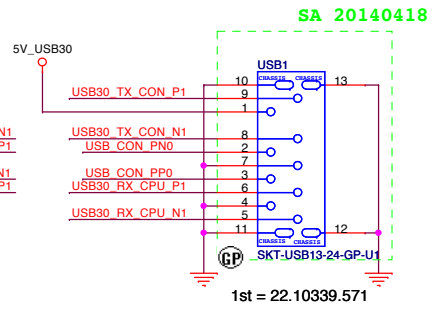 SA 20140418
5V_USB30
USB1
10 CHASSIS CHASSIS 13
USB30_TX_CON_P1 9
1
N1 USB30_TX_CON_N1 8
P1 USB_CON_PN0 2
7
N1 USB_CON_PP0 3
P1 USB30_RX_CPU_P1 6
4
USB30_RX_CPU_N1 5
11 CHASSIS CHASSIS 12
GP SKT-USB13-24-GP-U1
1st = 22.10339.571